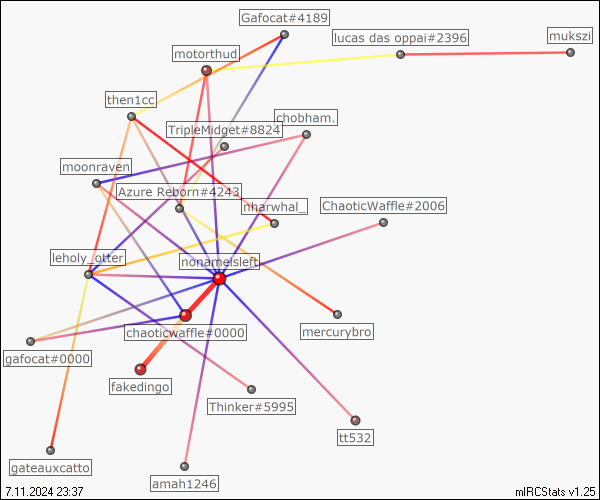 Gafocat#4189
lucas das oppai#2396
mukszi
motorthud
then1cc
chobham.
TripleMidget#8824
moonraven
Azure Reborn#4243
nharwhal_
ChaoticWaffle#2006
leholy_otter
nonameisleft
chaoticwaffle#0000
mercurybro
gafocat#0000
fakedingo
Thinker#5995
tt532
gateauxcatto
amah1246
7.11.2024 23:37
mIRCStats v1.25